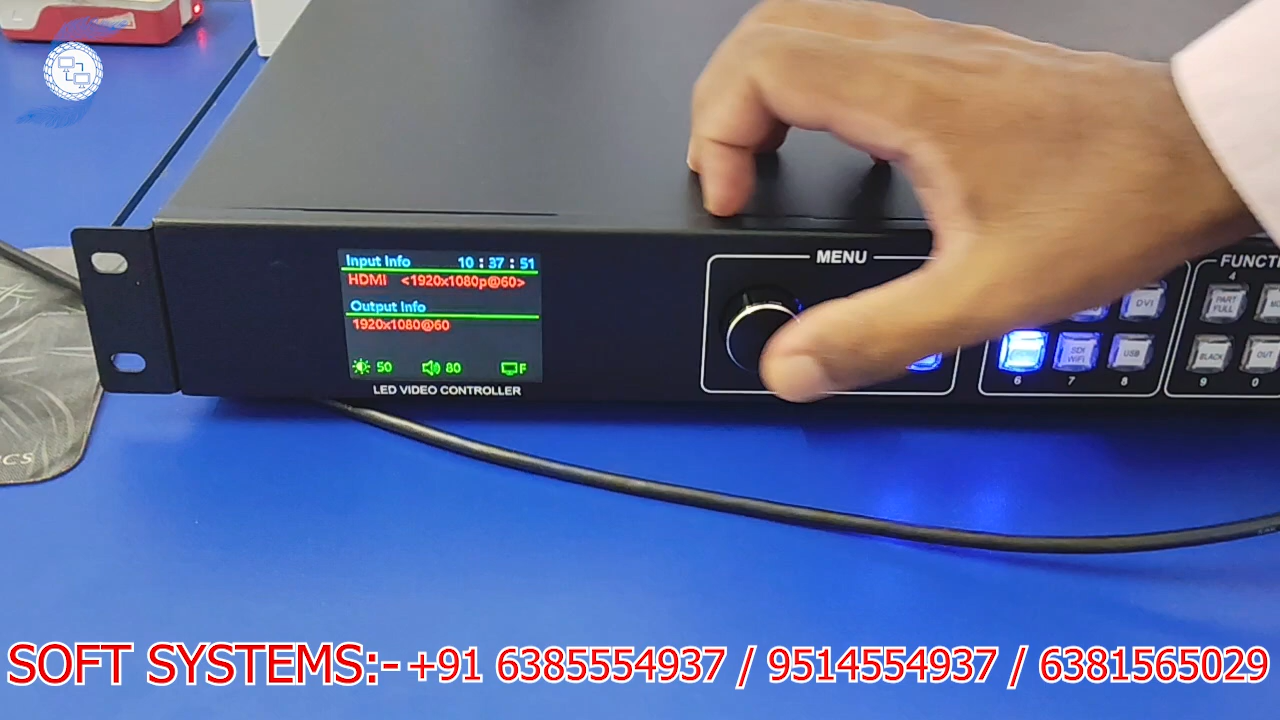 Input Info 10 : 37 : 51
HDMI <1920x1080p@60>
Output Info
1920x1080@60
50 80 F
LED VIDEO CONTROLLER
MENU
DVI
SDI WiFi
USB
6 7 8
4
PART FULL
BLACK
OUT
9 0
SOFT SYSTEMS:-+91 6385554937 / 9514554937 / 6381565029